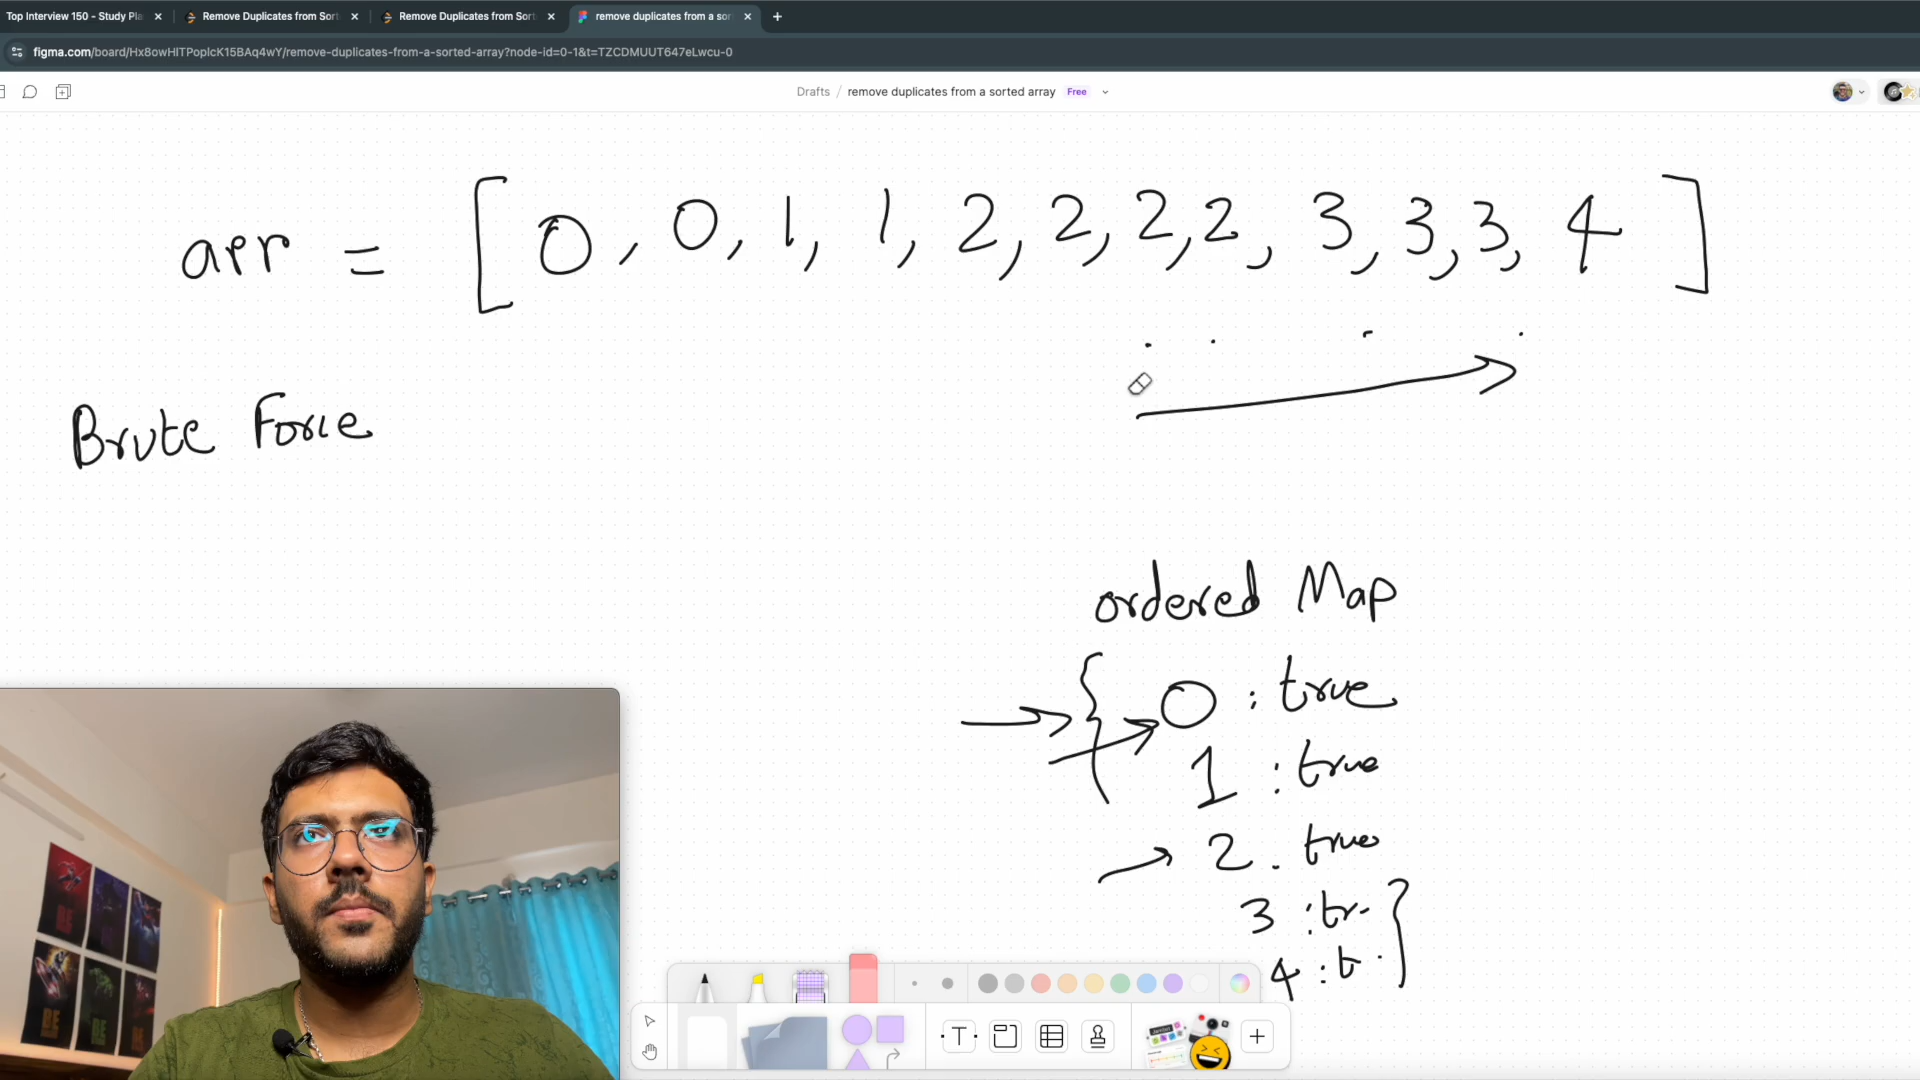 Top Interview 150 - Study Pla
Remove Duplicates from Sort
Remove Duplicates from Sort
remove duplicates from a sor
figma.com/board/Hx8owHlTPoplcK15BAq4wY/remove-duplicates-from-a-sorted-array?node-id=0-1&t=TZCDMUUT647eLwcu-0
Drafts / remove duplicates from a sorted array Free
arr = [ 0, 0, 1, 1, 2, 2, 2, 2, 3, 3, 3, 4 ]
Brute Force
ordered Map
{ 0 : true
1 : true
2 . true
3 : tr-
4 : t . }
T